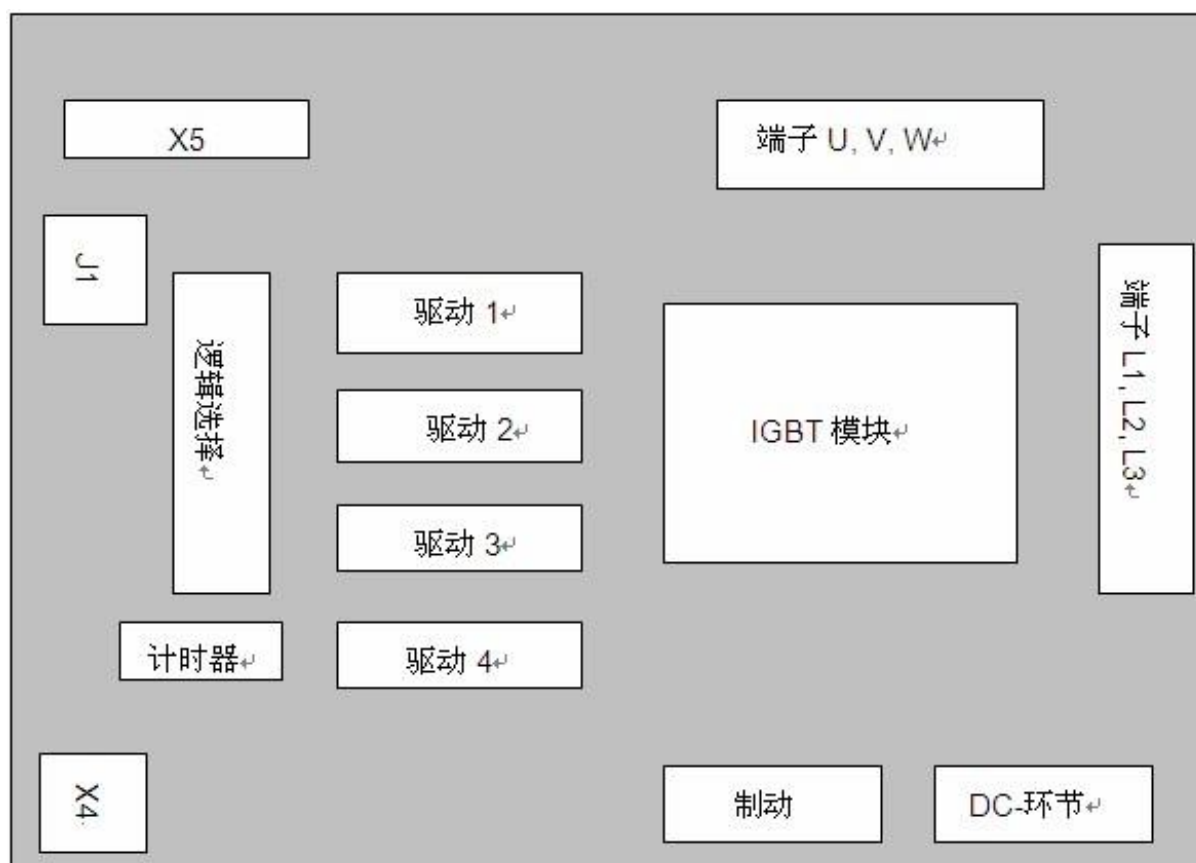 X5
端子 U, V, W
J1
逻辑选择
驱动 1
驱动 2
驱动 3
驱动 4
IGBT 模块
端子 L1, L2, L3
计时器
X4
制动
DC-环节